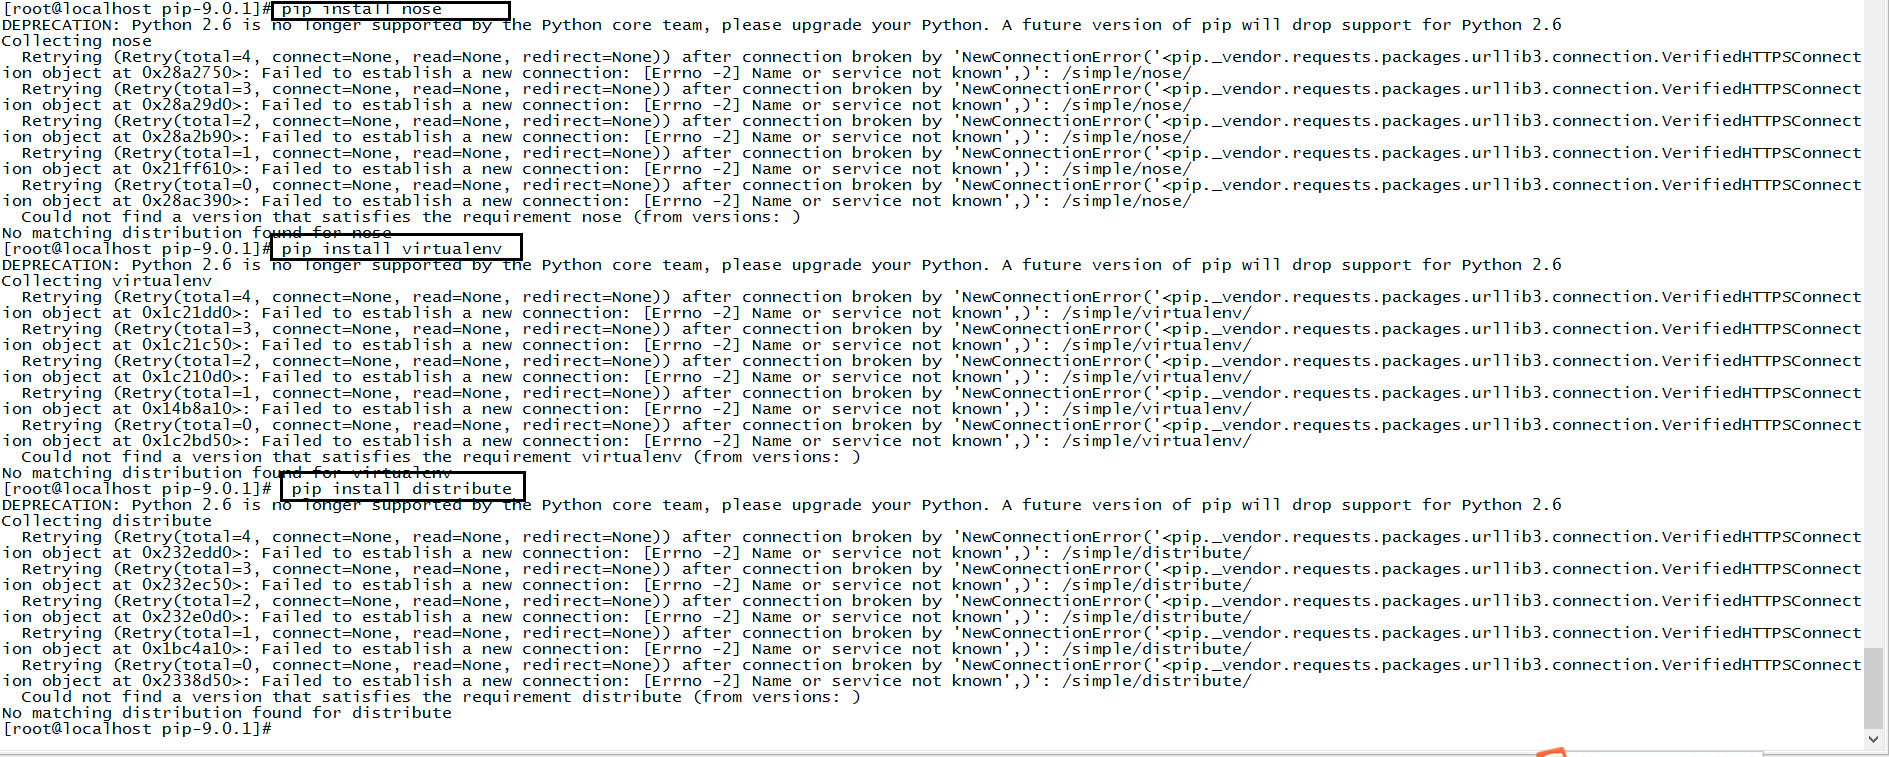 [root@localhost pip-9.0.1]# pip install nose
DEPRECATION: Python 2.6 is no longer supported by the Python core team, please upgrade your Python. A future version of pip will drop support for Python 2.6
Collecting nose
  Retrying (Retry(total=4, connect=None, read=None, redirect=None)) after connection broken by 'NewConnectionError('<pip._vendor.requests.packages.urllib3.connection.VerifiedHTTPSConnect
ion object at 0x28a2750>: Failed to establish a new connection: [Errno -2] Name or service not known',)': /simple/nose/
  Retrying (Retry(total=3, connect=None, read=None, redirect=None)) after connection broken by 'NewConnectionError('<pip._vendor.requests.packages.urllib3.connection.VerifiedHTTPSConnect
ion object at 0x28a29d0>: Failed to establish a new connection: [Errno -2] Name or service not known',)': /simple/nose/
  Retrying (Retry(total=2, connect=None, read=None, redirect=None)) after connection broken by 'NewConnectionError('<pip._vendor.requests.packages.urllib3.connection.VerifiedHTTPSConnect
ion object at 0x28a2b90>: Failed to establish a new connection: [Errno -2] Name or service not known',)': /simple/nose/
  Retrying (Retry(total=1, connect=None, read=None, redirect=None)) after connection broken by 'NewConnectionError('<pip._vendor.requests.packages.urllib3.connection.VerifiedHTTPSConnect
ion object at 0x21ff610>: Failed to establish a new connection: [Errno -2] Name or service not known',)': /simple/nose/
  Retrying (Retry(total=0, connect=None, read=None, redirect=None)) after connection broken by 'NewConnectionError('<pip._vendor.requests.packages.urllib3.connection.VerifiedHTTPSConnect
ion object at 0x28ac390>: Failed to establish a new connection: [Errno -2] Name or service not known',)': /simple/nose/
  Could not find a version that satisfies the requirement nose (from versions: )
No matching distribution found for nose
[root@localhost pip-9.0.1]# pip install virtualenv
DEPRECATION: Python 2.6 is no longer supported by the Python core team, please upgrade your Python. A future version of pip will drop support for Python 2.6
Collecting virtualenv
  Retrying (Retry(total=4, connect=None, read=None, redirect=None)) after connection broken by 'NewConnectionError('<pip._vendor.requests.packages.urllib3.connection.VerifiedHTTPSConnect
ion object at 0x1c21dd0>: Failed to establish a new connection: [Errno -2] Name or service not known',)': /simple/virtualenv/
  Retrying (Retry(total=3, connect=None, read=None, redirect=None)) after connection broken by 'NewConnectionError('<pip._vendor.requests.packages.urllib3.connection.VerifiedHTTPSConnect
ion object at 0x1c21c50>: Failed to establish a new connection: [Errno -2] Name or service not known',)': /simple/virtualenv/
  Retrying (Retry(total=2, connect=None, read=None, redirect=None)) after connection broken by 'NewConnectionError('<pip._vendor.requests.packages.urllib3.connection.VerifiedHTTPSConnect
ion object at 0x1c210d0>: Failed to establish a new connection: [Errno -2] Name or service not known',)': /simple/virtualenv/
  Retrying (Retry(total=1, connect=None, read=None, redirect=None)) after connection broken by 'NewConnectionError('<pip._vendor.requests.packages.urllib3.connection.VerifiedHTTPSConnect
ion object at 0x14b8a10>: Failed to establish a new connection: [Errno -2] Name or service not known',)': /simple/virtualenv/
  Retrying (Retry(total=0, connect=None, read=None, redirect=None)) after connection broken by 'NewConnectionError('<pip._vendor.requests.packages.urllib3.connection.VerifiedHTTPSConnect
ion object at 0x1c2bd50>: Failed to establish a new connection: [Errno -2] Name or service not known',)': /simple/virtualenv/
  Could not find a version that satisfies the requirement virtualenv (from versions: )
No matching distribution found for virtualenv
[root@localhost pip-9.0.1]#  pip install distribute
DEPRECATION: Python 2.6 is no longer supported by the Python core team, please upgrade your Python. A future version of pip will drop support for Python 2.6
Collecting distribute
  Retrying (Retry(total=4, connect=None, read=None, redirect=None)) after connection broken by 'NewConnectionError('<pip._vendor.requests.packages.urllib3.connection.VerifiedHTTPSConnect
ion object at 0x232edd0>: Failed to establish a new connection: [Errno -2] Name or service not known',)': /simple/distribute/
  Retrying (Retry(total=3, connect=None, read=None, redirect=None)) after connection broken by 'NewConnectionError('<pip._vendor.requests.packages.urllib3.connection.VerifiedHTTPSConnect
ion object at 0x232ec50>: Failed to establish a new connection: [Errno -2] Name or service not known',)': /simple/distribute/
  Retrying (Retry(total=2, connect=None, read=None, redirect=None)) after connection broken by 'NewConnectionError('<pip._vendor.requests.packages.urllib3.connection.VerifiedHTTPSConnect
ion object at 0x232e0d0>: Failed to establish a new connection: [Errno -2] Name or service not known',)': /simple/distribute/
  Retrying (Retry(total=1, connect=None, read=None, redirect=None)) after connection broken by 'NewConnectionError('<pip._vendor.requests.packages.urllib3.connection.VerifiedHTTPSConnect
ion object at 0x1bc4a10>: Failed to establish a new connection: [Errno -2] Name or service not known',)': /simple/distribute/
  Retrying (Retry(total=0, connect=None, read=None, redirect=None)) after connection broken by 'NewConnectionError('<pip._vendor.requests.packages.urllib3.connection.VerifiedHTTPSConnect
ion object at 0x2338d50>: Failed to establish a new connection: [Errno -2] Name or service not known',)': /simple/distribute/
  Could not find a version that satisfies the requirement distribute (from versions: )
No matching distribution found for distribute
[root@localhost pip-9.0.1]#